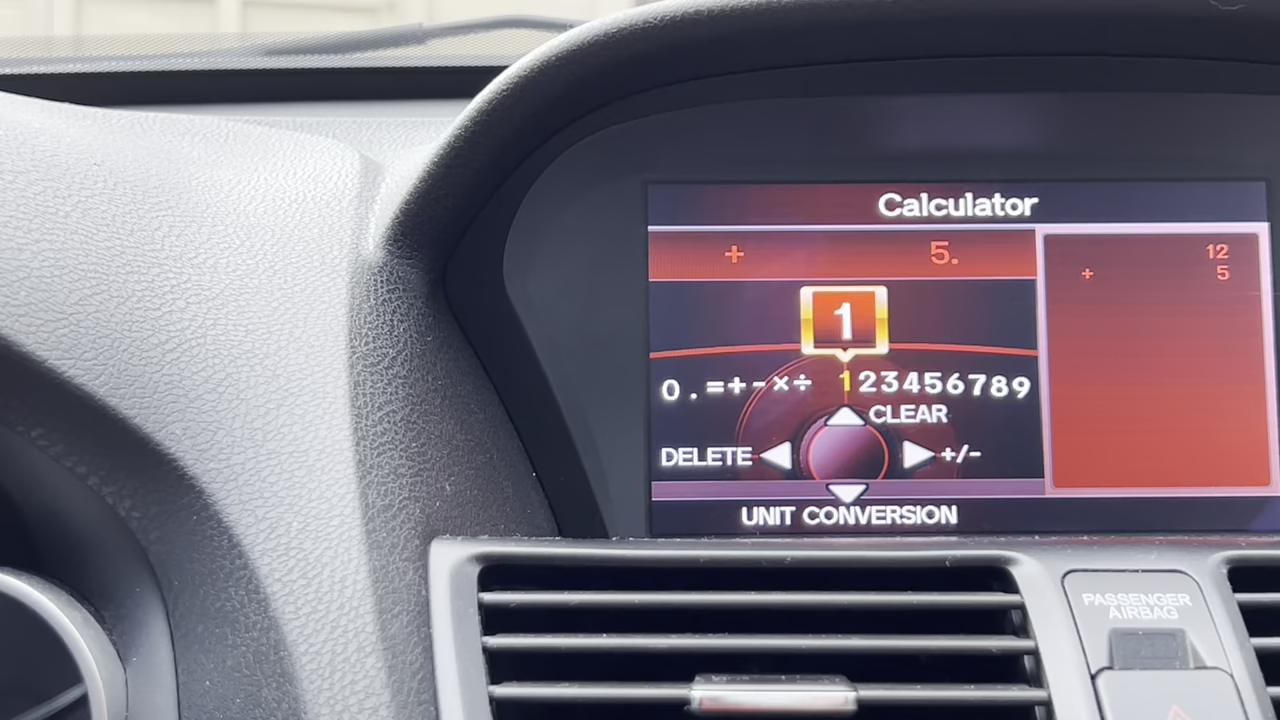 Calculator
+ 5.
12
+ 5
1
0.=+-×÷ 123456789
CLEAR
DELETE +/-
UNIT CONVERSION
PASSENGER
AIRBAG